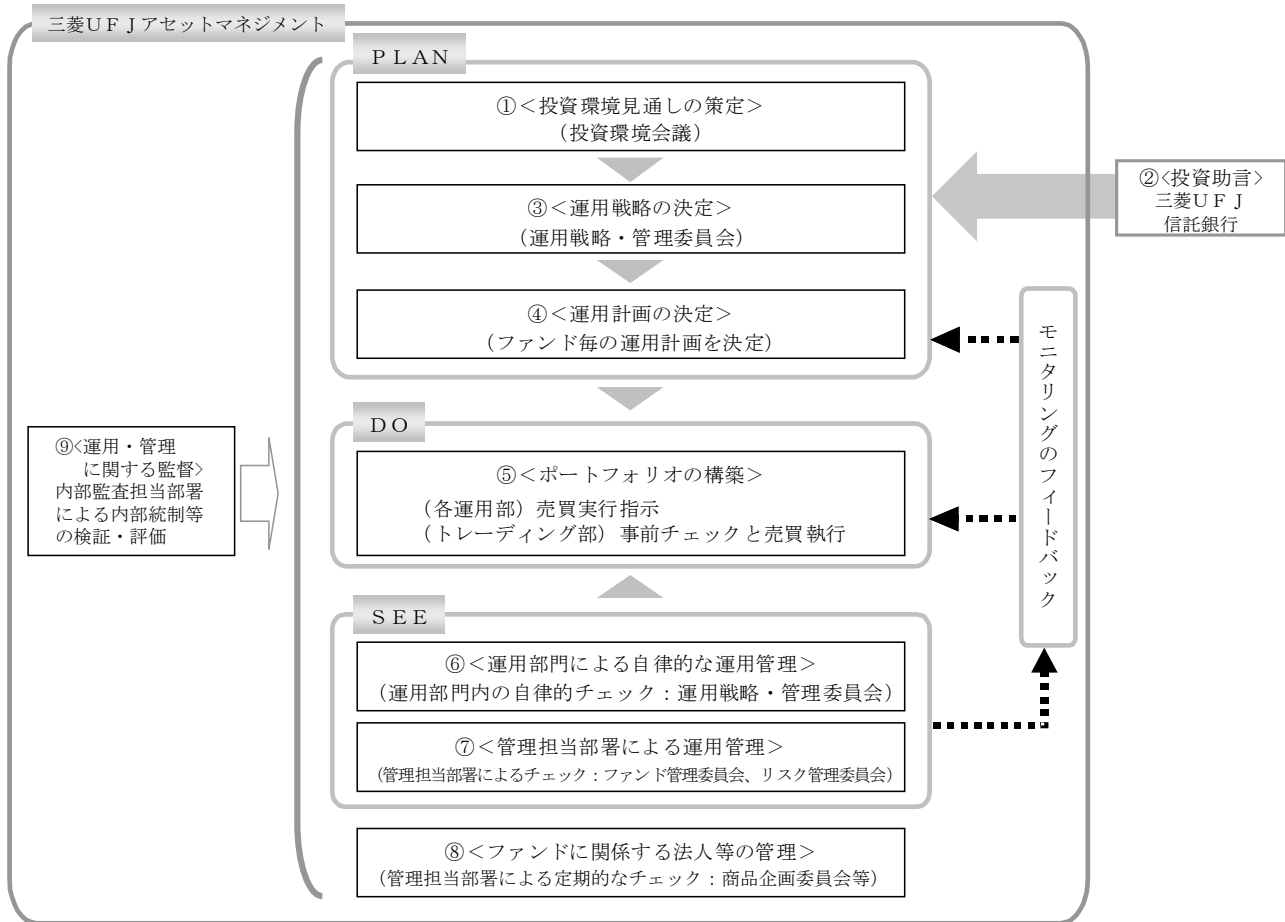 三菱ＵＦＪアセットマネジメント
ＰＬＡＮ
①＜投資環境見通しの策定＞
（投資環境会議）
②<投資助言>
三菱ＵＦＪ
信託銀行
③＜運用戦略の決定＞
（運用戦略・管理委員会）
④＜運用計画の決定＞
（ファンド毎の運用計画を決定）
モニタリングのフィードバック
ＤＯ
⑤＜ポートフォリオの構築＞
（各運用部）売買実行指示
（トレーディング部）事前チェックと売買執行
⑨<運用・管理
に関する監督>
内部監査担当部署
による内部統制等
の検証・評価
ＳＥＥ
⑥＜運用部門による自律的な運用管理＞
（運用部門内の自律的チェック：運用戦略・管理委員会）
⑦＜管理担当部署による運用管理＞
（管理担当部署によるチェック：ファンド管理委員会、リスク管理委員会）
⑧＜ファンドに関係する法人等の管理＞
（管理担当部署による定期的なチェック：商品企画委員会等）